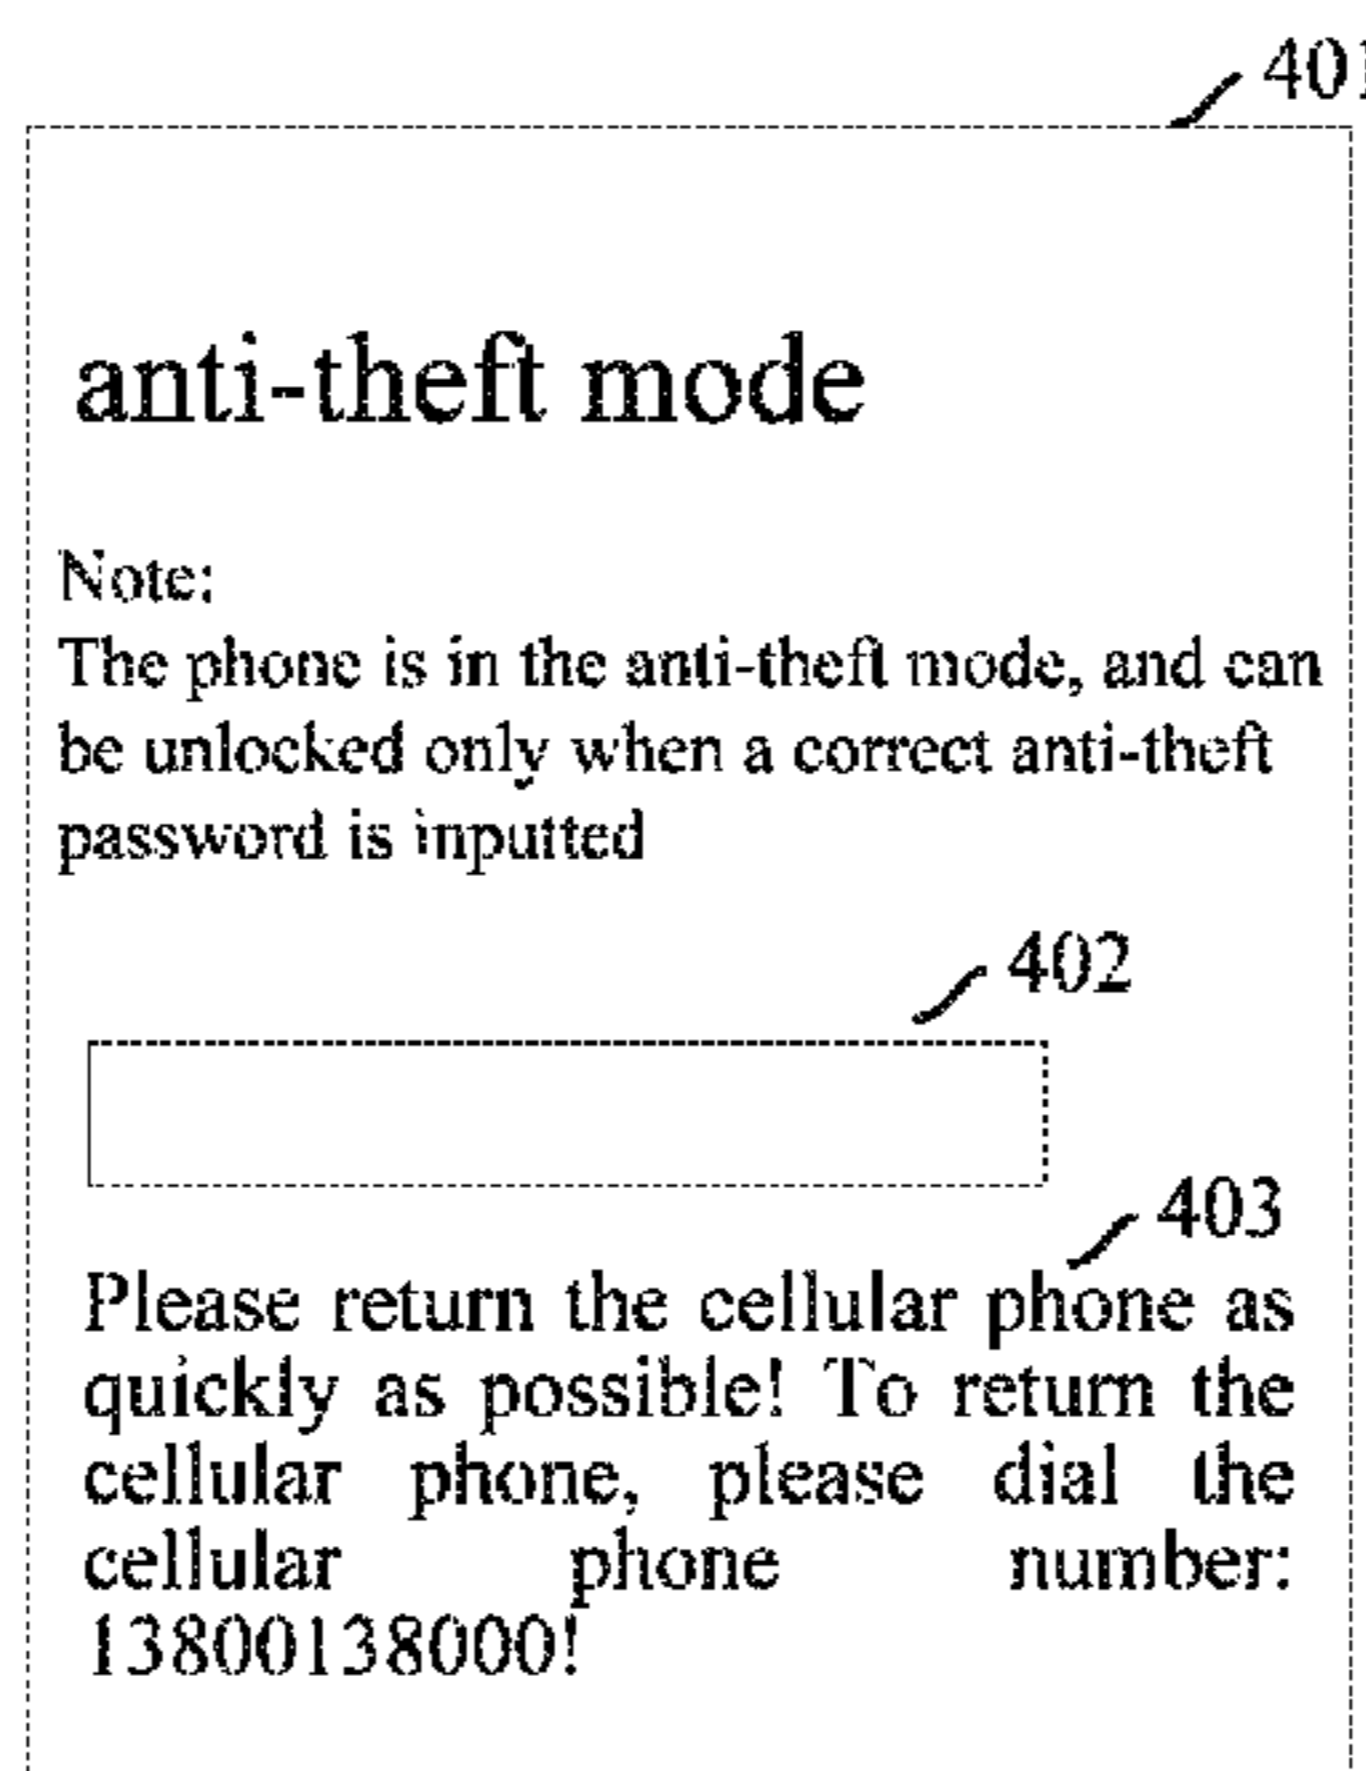 401
anti-theft mode
Note:
The phone is in the anti-theft mode, and can
be unlocked only when a correct anti-theft
password is inputted
402
403
Please return the cellular phone as
quickly as possible! To return the
cellular phone, please dial the
cellular phone number:
13800138000!